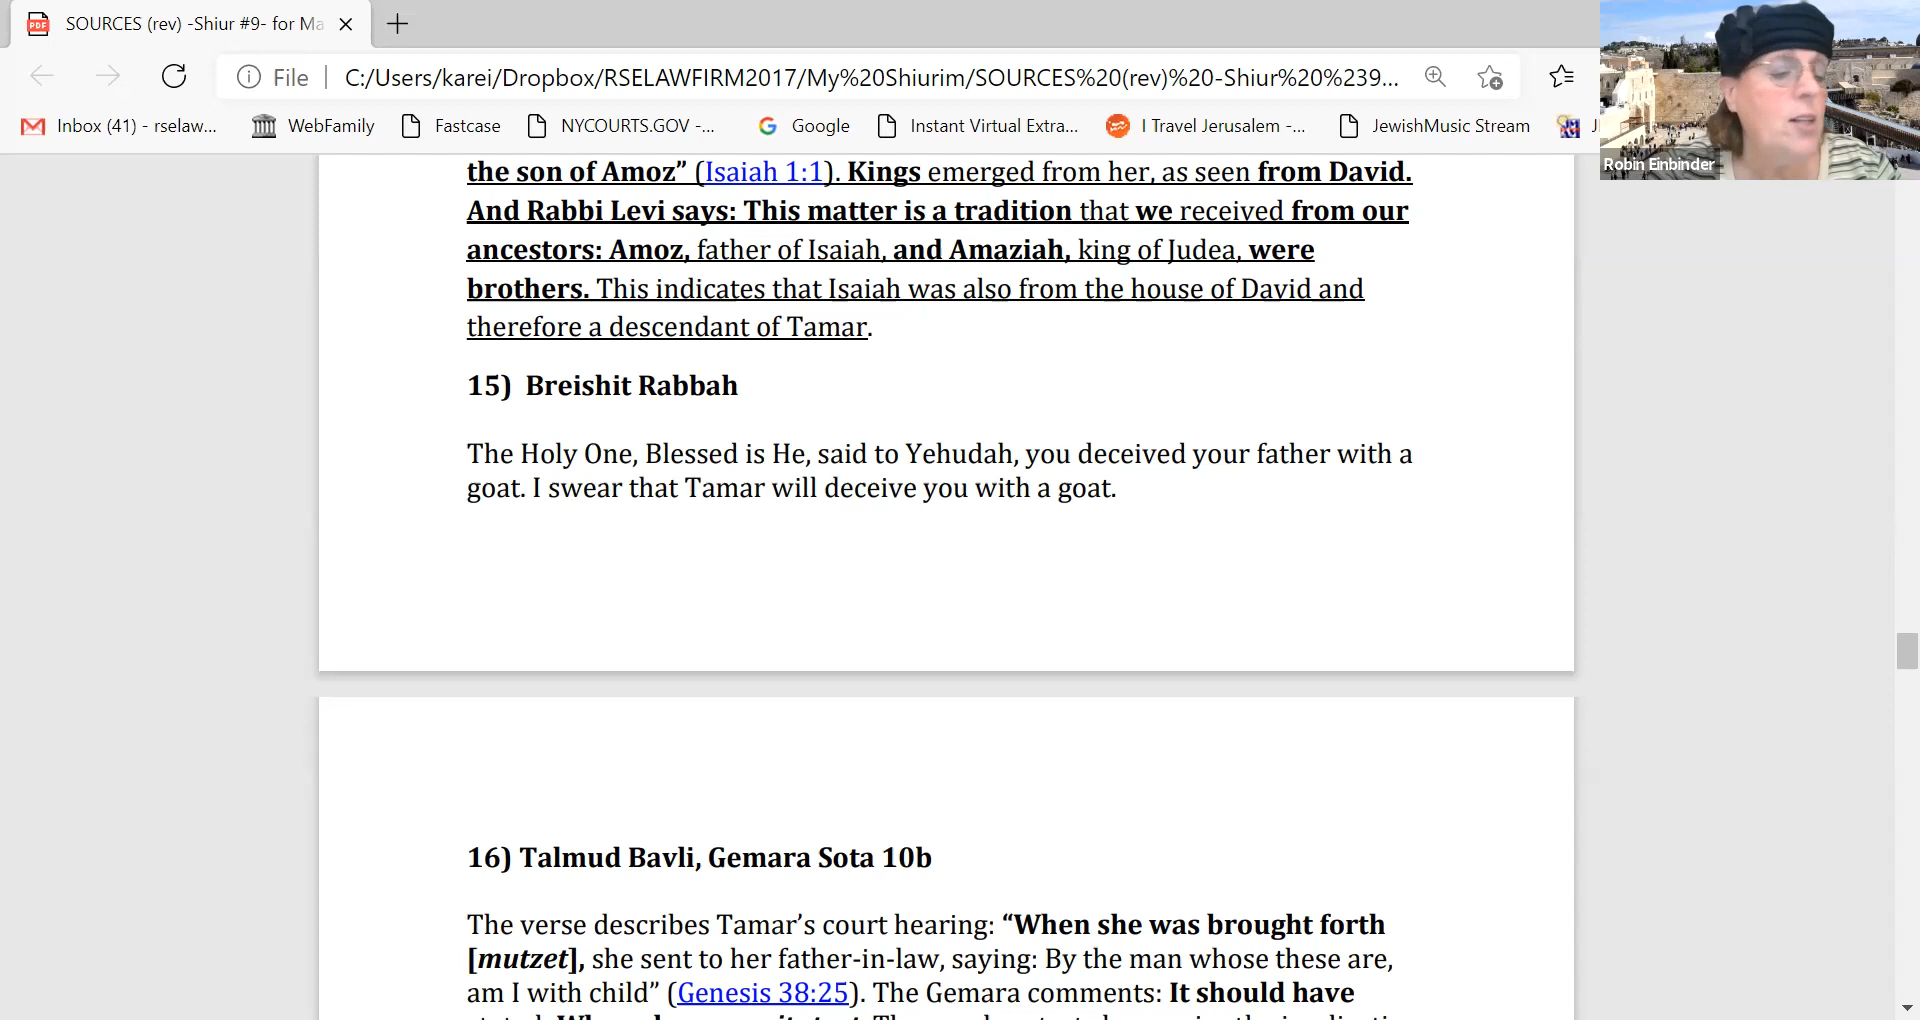 SOURCES (rev) -Shiur #9- for Ma
File
C:/Users/karei/Dropbox/RSELAWFIRM2017/My%20Shiurim/SOURCES%20(rev)%20-Shiur%20%239...
Inbox (41) - rselaw... WebFamily Fastcase NYCOURTS.GOV -... Google Instant Virtual Extra... I Travel Jerusalem -... JewishMusic Stream
Robin Einbinder
the son of Amoz” (Isaiah 1:1). Kings emerged from her, as seen from David.
And Rabbi Levi says: This matter is a tradition that we received from our
ancestors: Amoz, father of Isaiah, and Amaziah, king of Judea, were
brothers. This indicates that Isaiah was also from the house of David and
therefore a descendant of Tamar.
15) Breishit Rabbah
The Holy One, Blessed is He, said to Yehudah, you deceived your father with a
goat. I swear that Tamar will deceive you with a goat.
16) Talmud Bavli, Gemara Sota 10b
The verse describes Tamar’s court hearing: “When she was brought forth
[mutzet], she sent to her father-in-law, saying: By the man whose these are,
am I with child” (Genesis 38:25). The Gemara comments: It should have